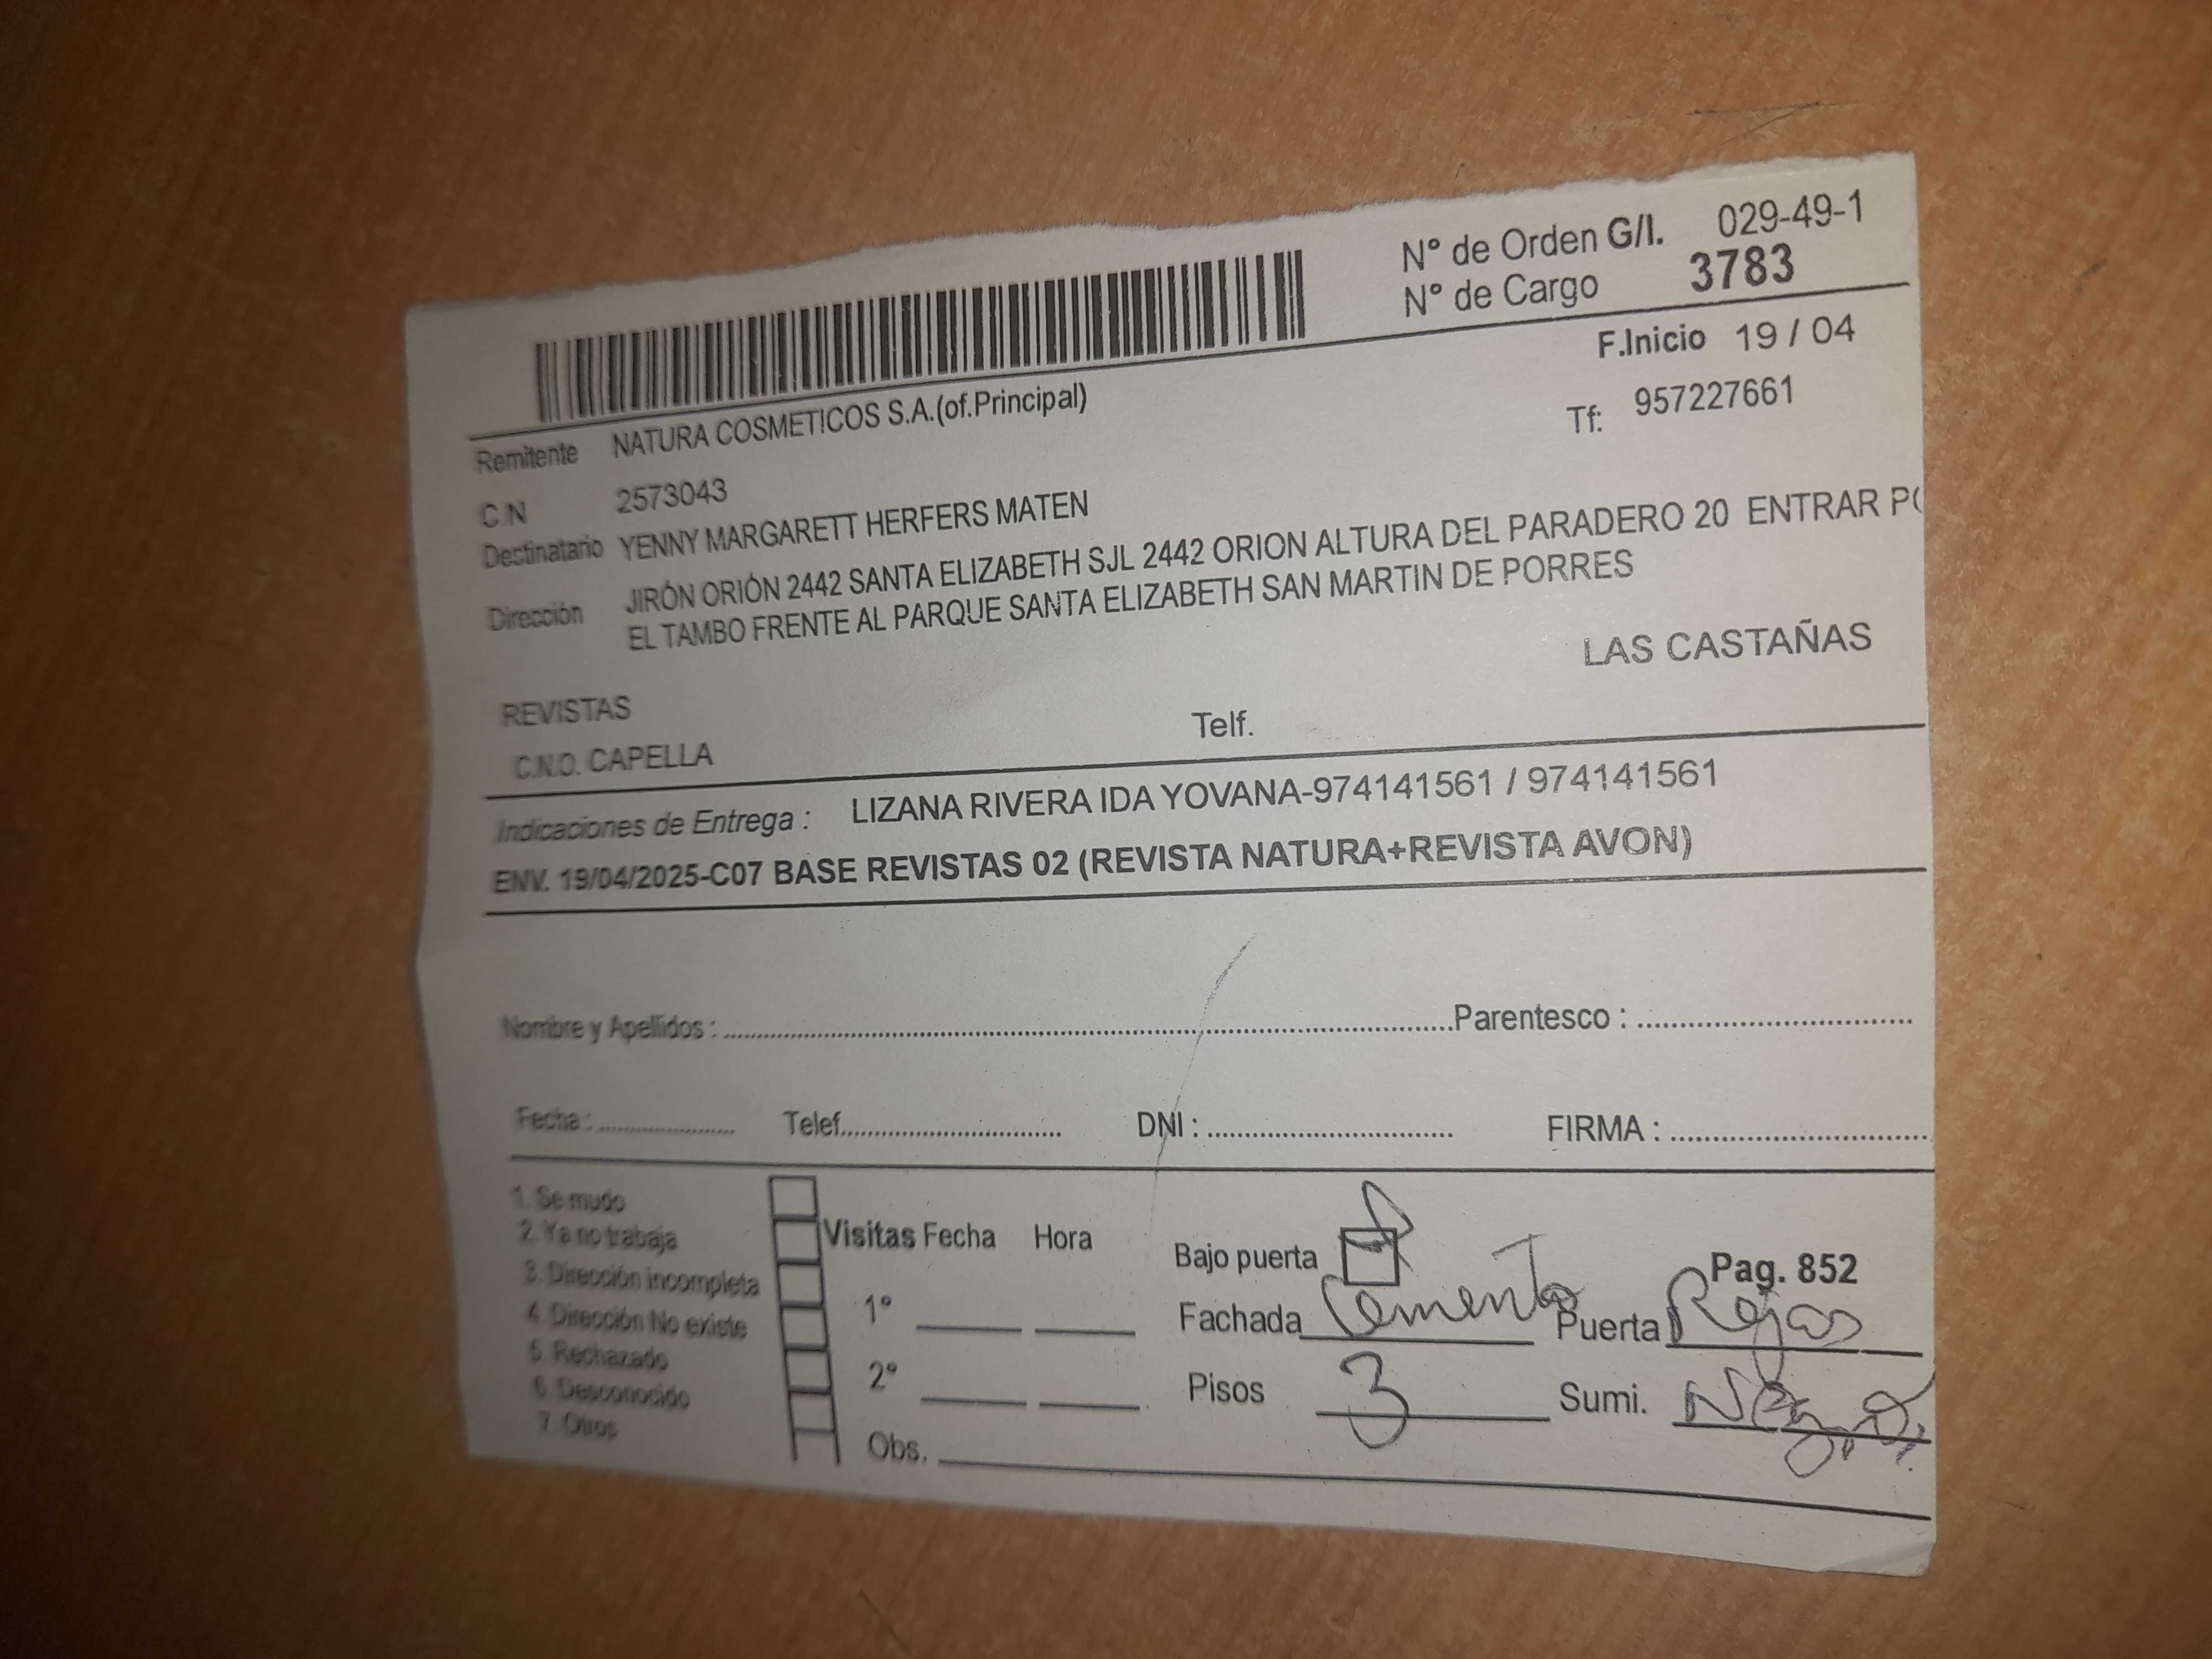 N° de Orden G/I. 029-49-1
N° de Cargo 3783
F.Inicio 19 / 04
Remitente NATURA COSMETICOS S.A.(of.Principal) Tf: 957227661
C.N 2573043
Destinatario YENNY MARGARETT HERFERS MATEN
Dirección JIRÓN ORIÓN 2442 SANTA ELIZABETH SJL 2442 ORION ALTURA DEL PARADERO 20 ENTRAR
EL TAMBO FRENTE AL PARQUE SANTA ELIZABETH SAN MARTIN DE PORRES
LAS CASTAÑAS
REVISTAS
C.N.O. CAPELLA Telf.
Indicaciones de Entrega : LIZANA RIVERA IDA YOVANA-974141561 / 974141561
ENV. 19/04/2025-C07 BASE REVISTAS 02 (REVISTA NATURA+REVISTA AVON)
Nombre y Apellidos : Parentesco :
Fecha : Telef. DNI : FIRMA :
1. Se mudo
2. Ya no trabaja
3. Dirección incompleta
4. Dirección No existe
5. Rechazado
6. Desconocido
7. Otros
Visitas Fecha Hora
1°
2°
Obs.
Bajo puerta Pag. 852
Fachada Cemento Puerta Rejas
Pisos 3 Sumi.